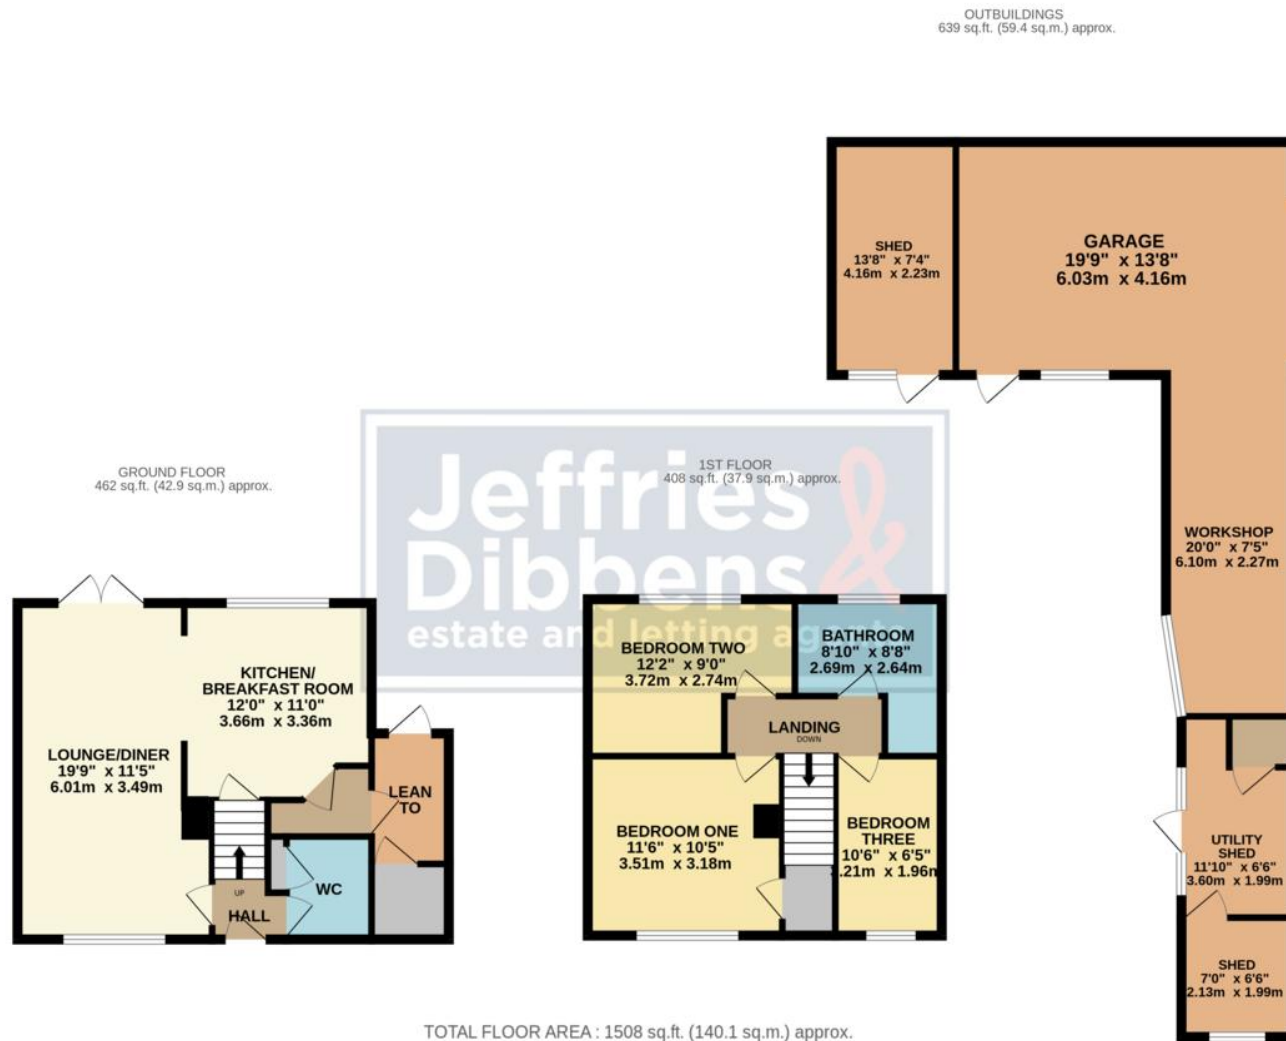 OUTBUILDINGS
639 sq.ft. (59.4 sq.m.) approx.
SHED
13'8" x 7'4"
4.16m x 2.23m
GARAGE
19'9" x 13'8"
6.03m x 4.16m
WORKSHOP
20'0" x 7'5"
6.10m x 2.27m
UTILITY
SHED
11'10" x 6'6"
3.60m x 1.99m
SHED
7'0" x 6'6"
2.13m x 1.99m
GROUND FLOOR
462 sq.ft. (42.9 sq.m.) approx.
KITCHEN/
BREAKFAST ROOM
12'0" x 11'0"
3.66m x 3.36m
LOUNGE/DINER
19'9" x 11'5"
6.01m x 3.49m
LEAN
TO
WC
UP
HALL
1ST FLOOR
408 sq.ft. (37.9 sq.m.) approx.
Jeffries &
Dibbens
estate and letting agents
BEDROOM TWO
12'2" x 9'0"
3.72m x 2.74m
BATHROOM
8'10" x 8'8"
2.69m x 2.64m
LANDING
DOWN
BEDROOM ONE
11'6" x 10'5"
3.51m x 3.18m
BEDROOM
THREE
10'6" x 6'5"
.21m x 1.96m
TOTAL FLOOR AREA : 1508 sq.ft. (140.1 sq.m.) approx.